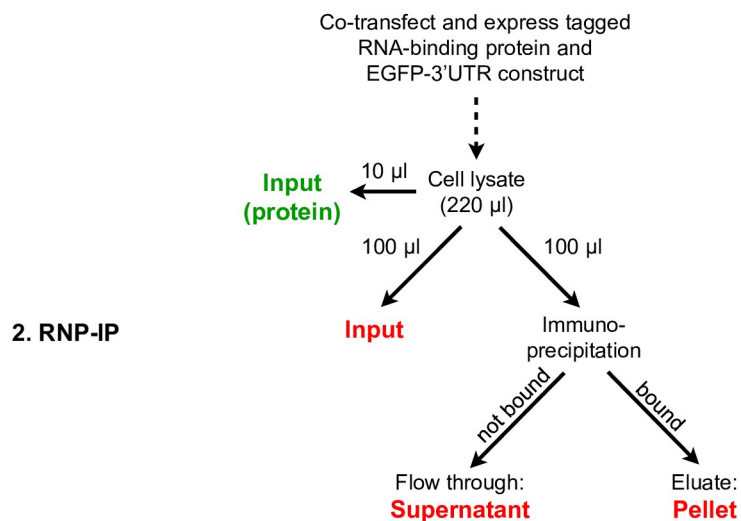 Co-transfect and express tagged
RNA-binding protein and
EGFP-3’UTR construct
10 µl
Input
(protein)
Cell lysate
(220 µl)
100 µl
100 µl
2. RNP-IP
Input
Immuno-
precipitation
not bound
bound
Flow through:
Supernatant
Eluate:
Pellet